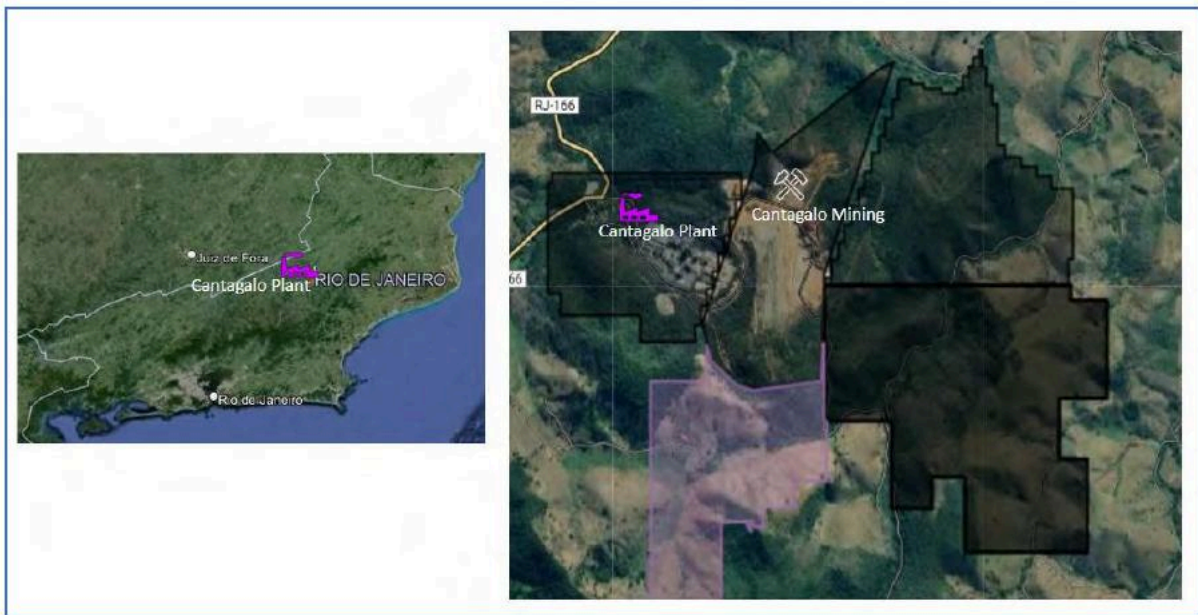 Juiz de Fora
Cantagalo Plant
RIO DE JANEIRO
Rio de Janeiro
RJ-166
Cantagalo Plant
Cantagalo Mining
66